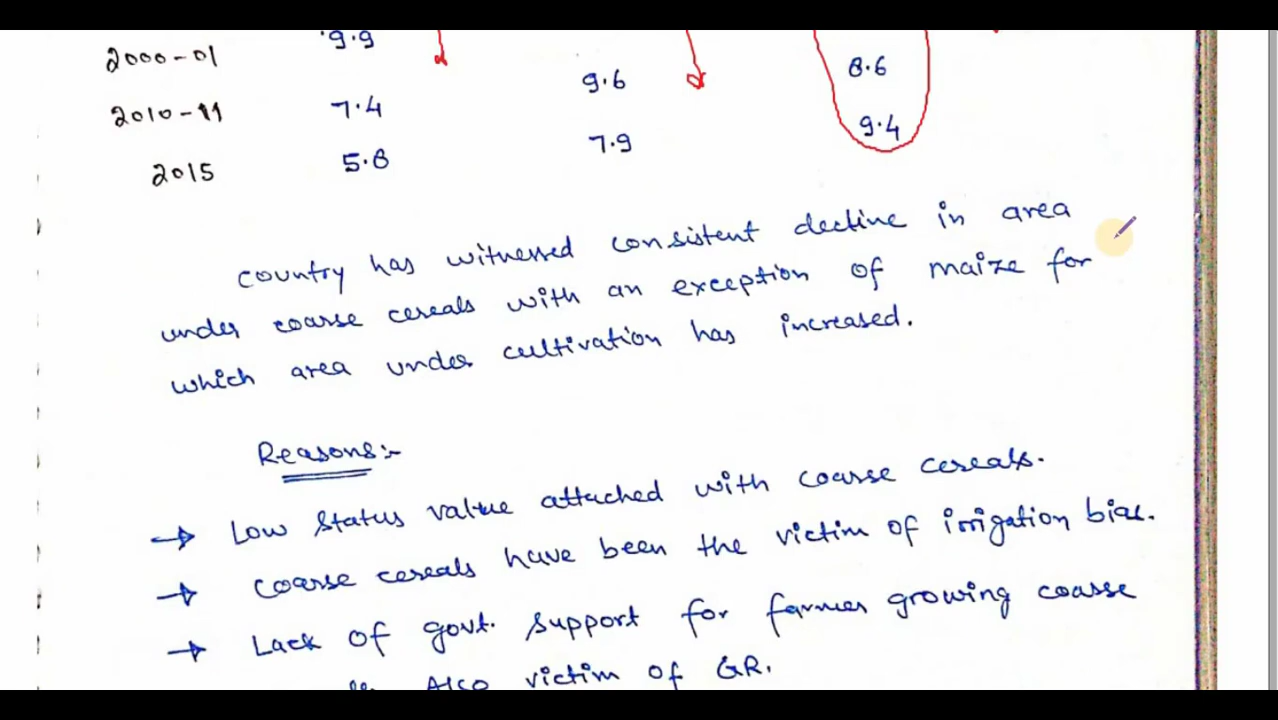 2000-01 9.9 8.6
2010-11 7.4 9.6 9.4
2015 5.8 7.9
Country has witnessed consistent decline in area
under coarse cereals with an exception of maize for
which area under cultivation has increased.
Reasons:-
→ Low status value attached with coarse cereals.
→ Coarse cereals have been the victim of irrigation bias.
→ Lack of govt. support for farmer growing coarse
Also victim of GR.